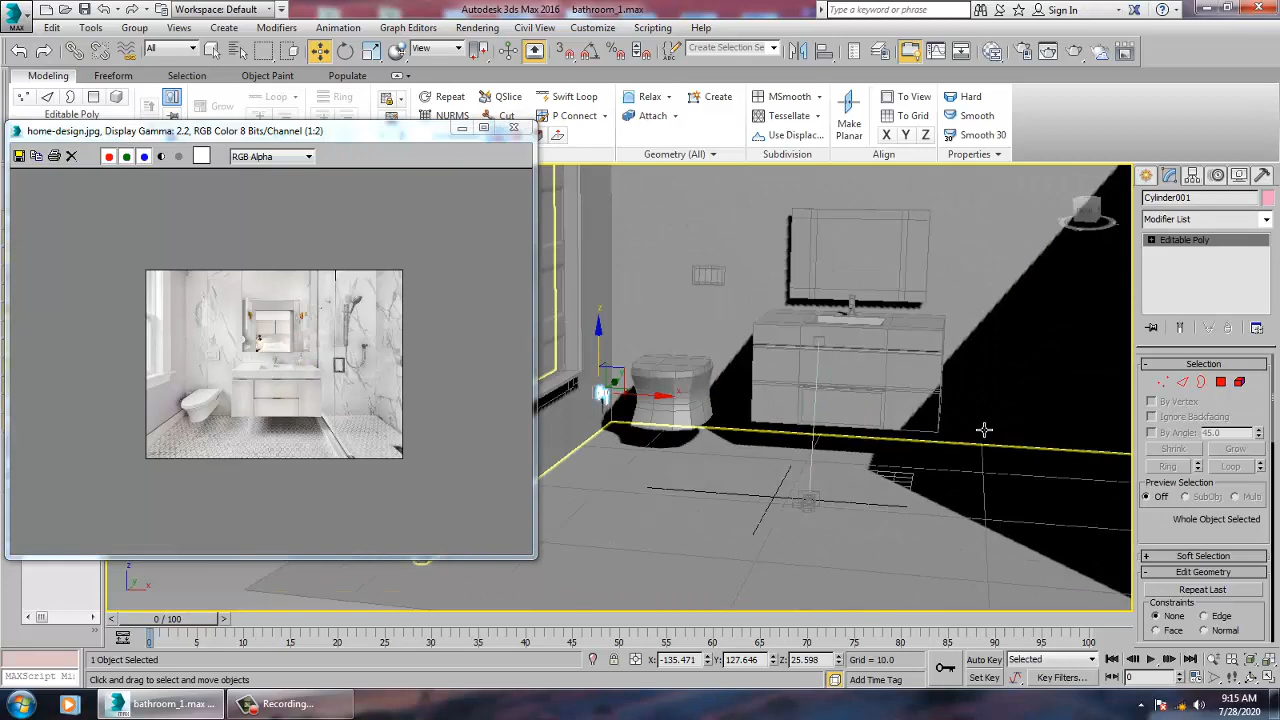 MAX
Workspace: Default
Autodesk 3ds Max 2016
bathroom_1.max
Type a keyword or phrase
Sign In
Edit
Tools
Group
Views
Create
Modifiers
Animation
Graph Editors
Rendering
Civil View
Customize
Scripting
Help
All
View
Create Selection Se
Modeling
Freeform
Selection
Object Paint
Populate
Editable Poly
Grow
Loop
Ring
Repeat
QSlice
Swift Loop
NURMS
Cut
P Connect
Relax
Create
Attach
Geometry (All)
Make
Planar
MSmooth
Tessellate
Use Displac...
Subdivision
To View
To Grid
X Y Z
Align
Hard
Smooth
Smooth 30
Properties
home-design.jpg, Display Gamma: 2.2, RGB Color 8 Bits/Channel (1:2)
RGB Alpha
z
x
z
y
x
Cylinder001
Modifier List
Editable Poly
Selection
By Vertex
Ignore Backfacing
By Angle: 45.0
Shrink
Grow
Ring
Loop
Preview Selection
Off
SubObj
Multi
Whole Object Selected
Soft Selection
Edit Geometry
Repeat Last
Constraints
None
Edge
Face
Normal
0 / 100
0 5 10 15 20 25 30 35 40 45 50 55 60 65 70 75 80 85 90 95 100
1 Object Selected
X: -135.471
Y: 127.646
Z: 25.598
Grid = 10.0
Auto Key
Selected
MAXScript Mi
Click and drag to select and move objects
Add Time Tag
Set Key
Key Filters...
0
bathroom_1.max ...
Recording...
9:15 AM
7/28/2020